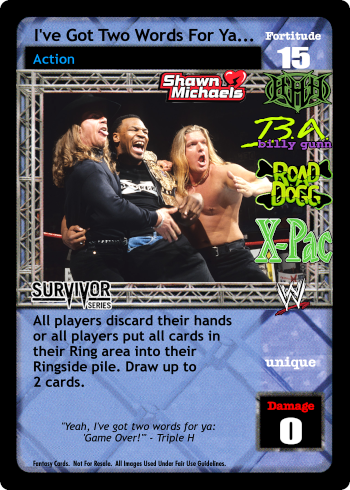 I've Got Two Words For Ya...
Fortitude
15
Action
Shawn
Michaels
HHH
B.A.
billy gunn
ROAD
DOGG
X-Pac
SURVIVOR
SERIES
W
All players discard their hands
or all players put all cards in
their Ring area into their
Ringside pile. Draw up to
2 cards.
unique
Damage
0
"Yeah, I've got two words for ya:
'Game Over!'" - Triple H
Fantasy Cards. Not For Resale. All Images Used Under Fair Use Guidelines.